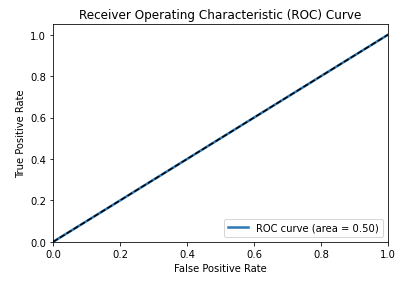 Receiver Operating Characteristic (ROC) Curve
1.0
0.8
0.6
0.4
0.2
0.0
True Positive Rate
ROC curve (area = 0.50)
0.0 0.2 0.4 0.6 0.8 1.0
False Positive Rate